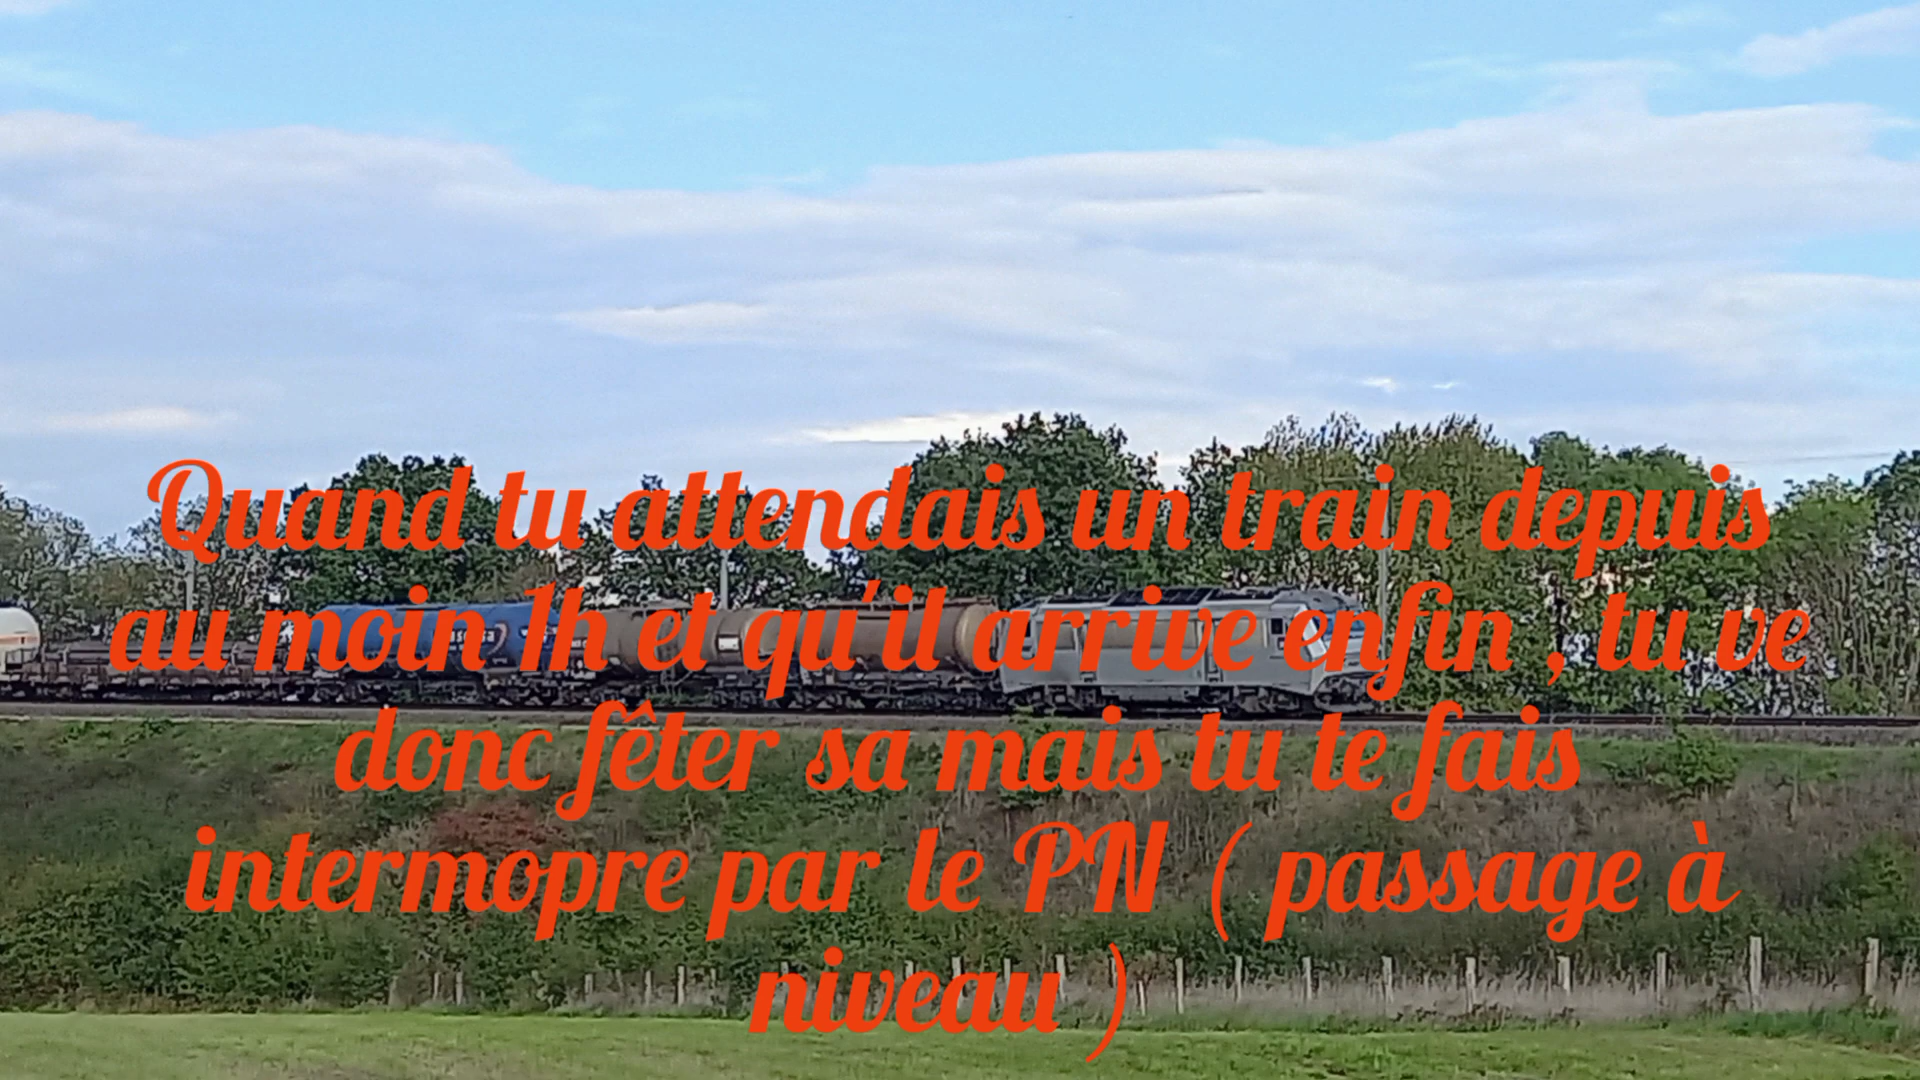 Quand tu attendais un train depuis
au moin 1h et qu'il arrive enfin , tu ve
donc fêter sa mais tu te fais
intermopre par le PN ( passage à
niveau )